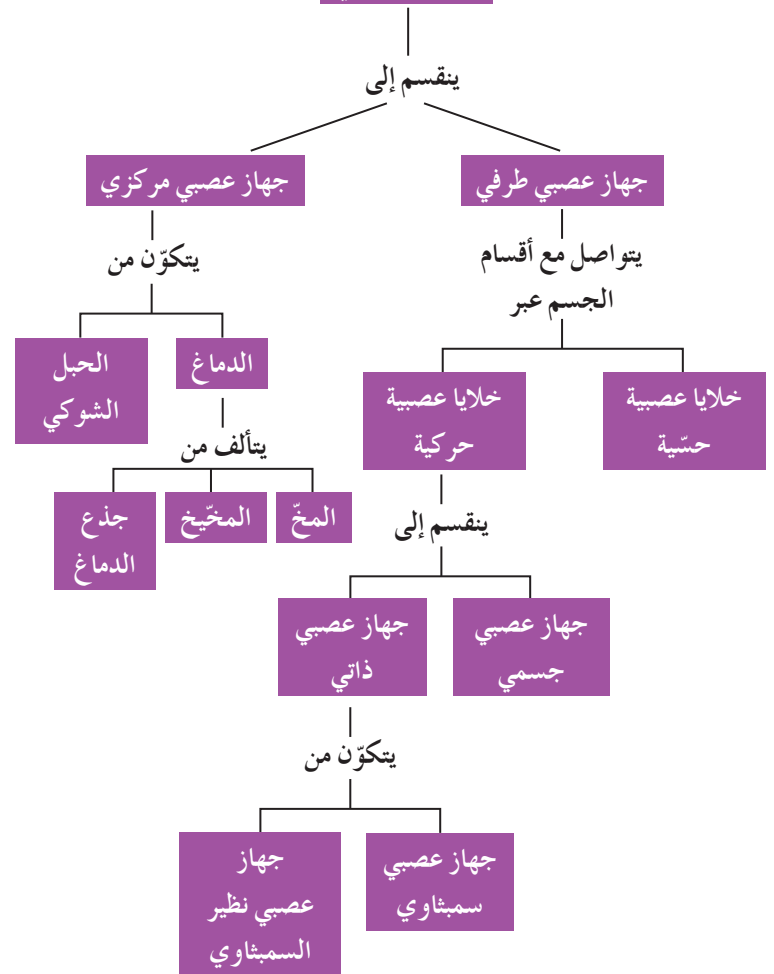 ينقسم إلى
جهاز عصبي طرفي
جهاز عصبي مركزي
يتواصل مع أقسام
الجسم عبر
يتكوّن من
خلايا عصبية
حسّية
خلايا عصبية
حركية
الدماغ
الحبل
الشوكي
يتألف من
المخّ
المخّيخ
جذع
الدماغ
ينقسم إلى
جهاز عصبي
جسمي
جهاز عصبي
ذاتي
يتكوّن من
جهاز عصبي
سمبثاوي
جهاز
عصبي نظير
السمبثاوي